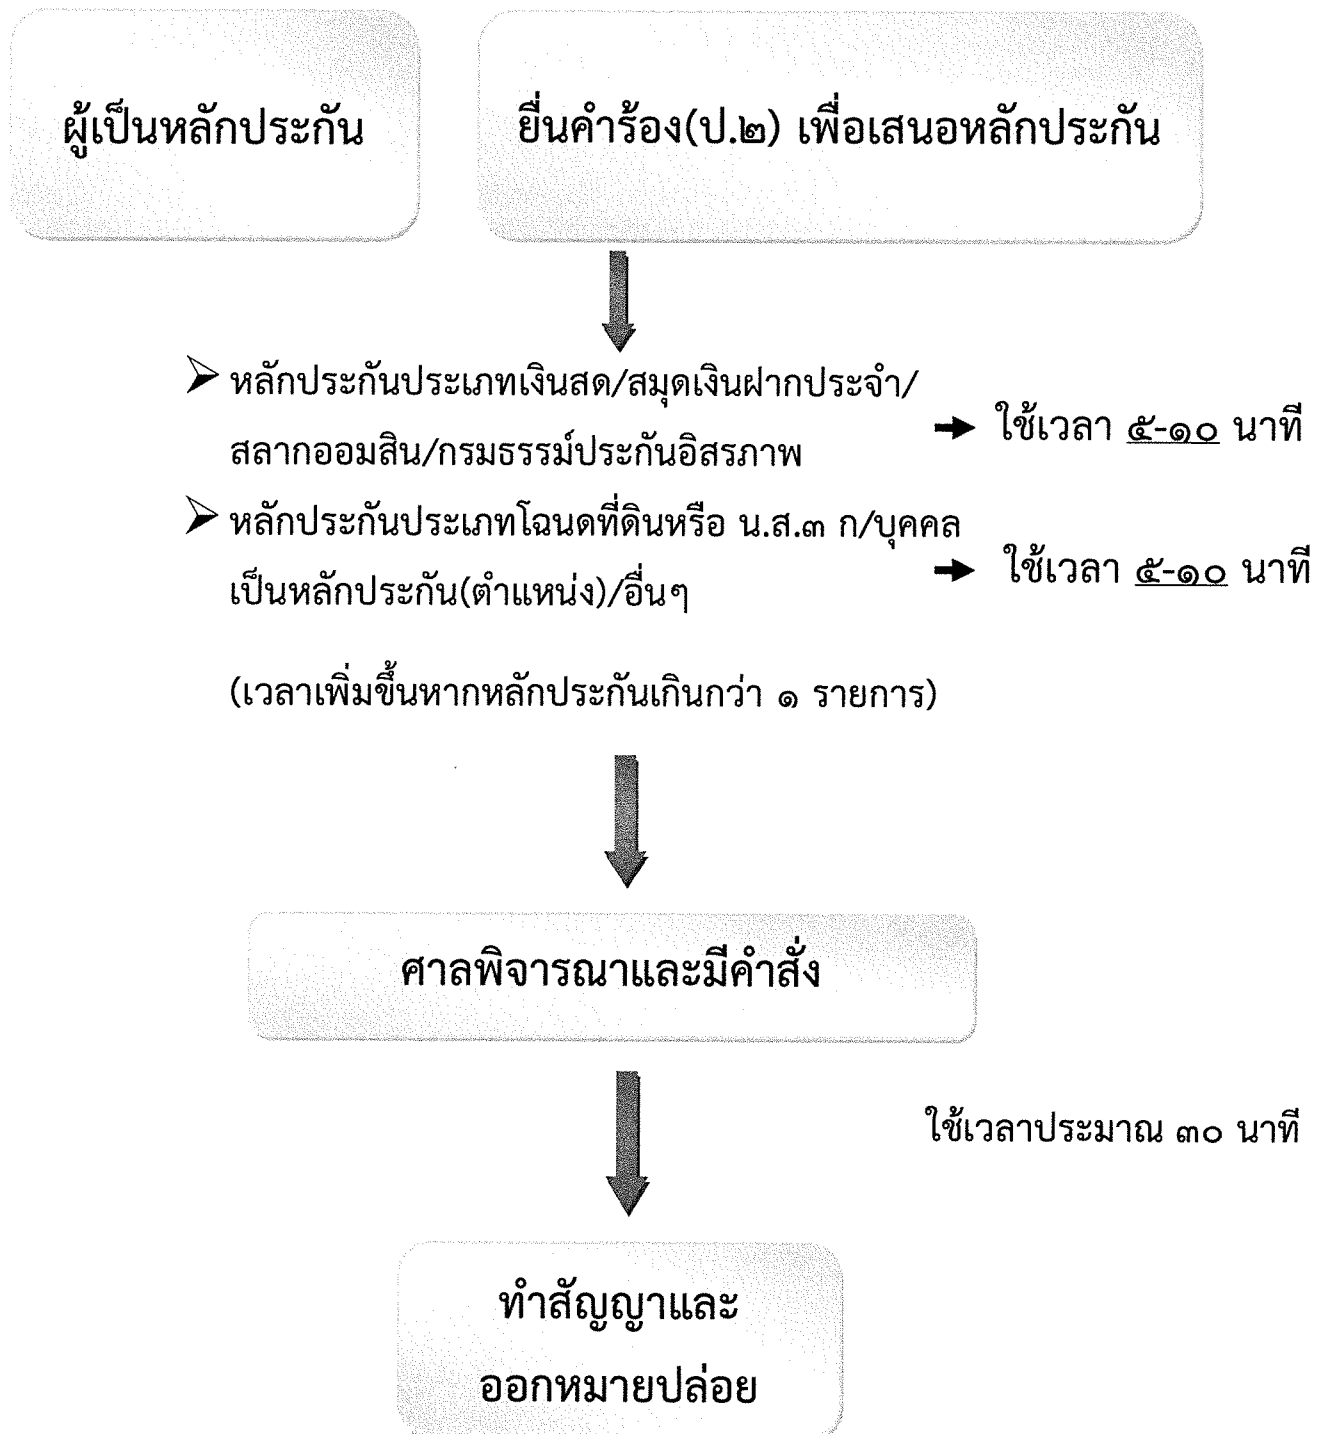 ผู้เป็นหลักประกัน
ยื่นคำร้อง(ป.๒) เพื่อเสนอหลักประกัน
หลักประกันประเภทเงินสด/สมุดเงินฝากประจำ/
สลากออมสิน/กรมธรรม์ประกันอิสรภาพ
ใช้เวลา ๕-๑๐ นาที
หลักประกันประเภทโฉนดที่ดินหรือ น.ส.๓ ก/บุคคล
เป็นหลักประกัน(ตำแหน่ง)/อื่นๆ
ใช้เวลา ๕-๑๐ นาที
(เวลาเพิ่มขึ้นหากหลักประกันเกินกว่า ๑ รายการ)
ศาลพิจารณาและมีคำสั่ง
ใช้เวลาประมาณ ๓๐ นาที
ทำสัญญาและ
ออกหมายปล่อย